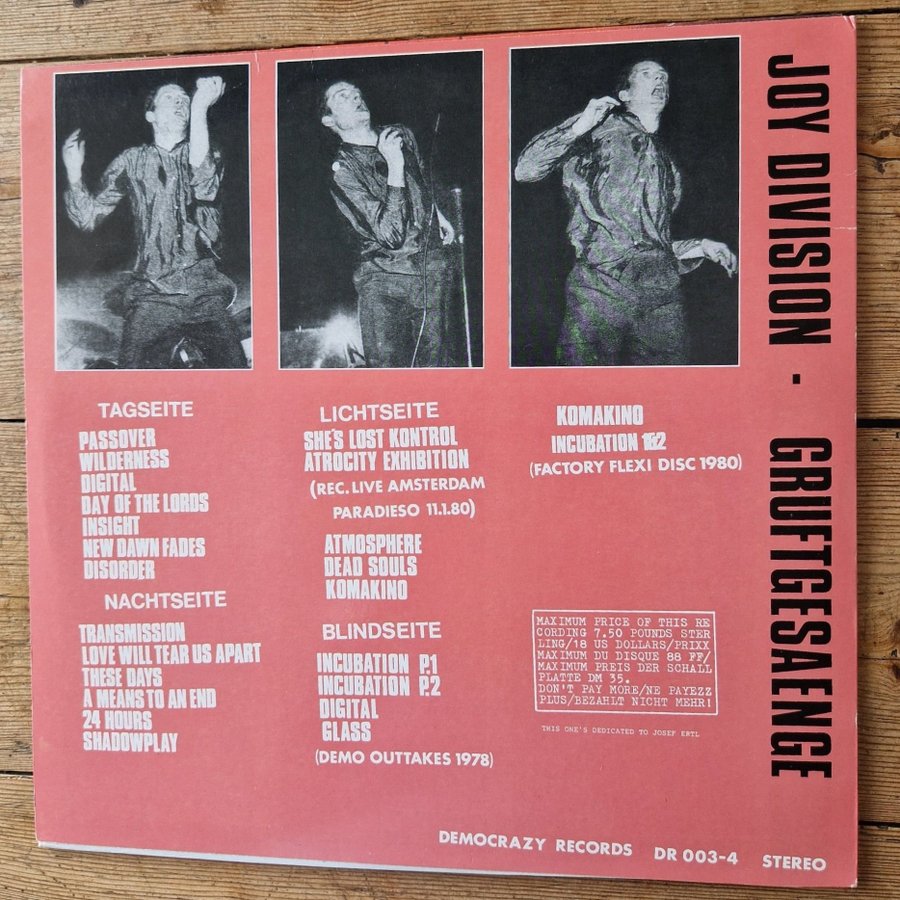 JOY DIVISION · GRUFTGESAENGE
TAGSEITE
PASSOVER
WILDERNESS
DIGITAL
DAY OF THE LORDS
INSIGHT
NEW DAWN FADES
DISORDER
NACHTSEITE
TRANSMISSION
LOVE WILL TEAR US APART
THESE DAYS
A MEANS TO AN END
24 HOURS
SHADOWPLAY
LICHTSEITE
SHE'S LOST KONTROL
ATROCITY EXHIBITION
(REC. LIVE AMSTERDAM
PARADIESO 11.1.80)
ATMOSPHERE
DEAD SOULS
KOMAKINO
BLINDSEITE
INCUBATION P.1
INCUBATION P.2
DIGITAL
GLASS
(DEMO OUTTAKES 1978)
KOMAKINO
INCUBATION 1&2
(FACTORY FLEXI DISC 1980)
MAXIMUM PRICE OF THIS RE
CORDING 7.50 POUNDS STER
LING/18 US DOLLARS/PRIXX
MAXIMUM DU DISQUE 88 FF/
MAXIMUM PREIS DER SCHALL
PLATTE DM 35.
DON'T PAY MORE/NE PAYEZZ
PLUS/BEZAHLT NICHT MEHR!
THIS ONE'S DEDICATED TO JOSEF ERTL
DEMOCRAZY RECORDS DR 003-4 STEREO